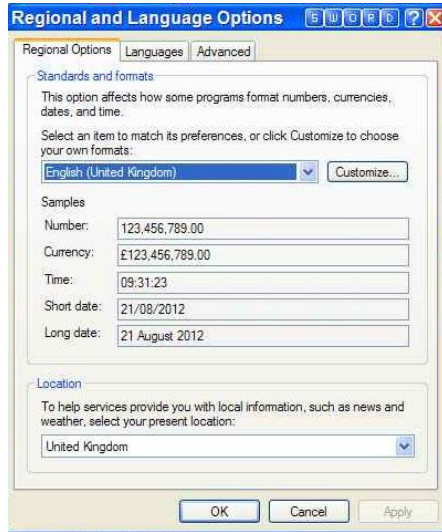 Regional and Language Options S W O R D ? X
Regional Options Languages Advanced
Standards and formats
This option affects how some programs format numbers, currencies,
dates, and time.
Select an item to match its preferences, or click Customize to choose
your own formats:
English (United Kingdom) Customize...
Samples
Number: 123,456,789.00
Currency: £123,456,789.00
Time: 09:31:23
Short date: 21/08/2012
Long date: 21 August 2012
Location
To help services provide you with local information, such as news and
weather, select your present location:
United Kingdom
OK Cancel Apply